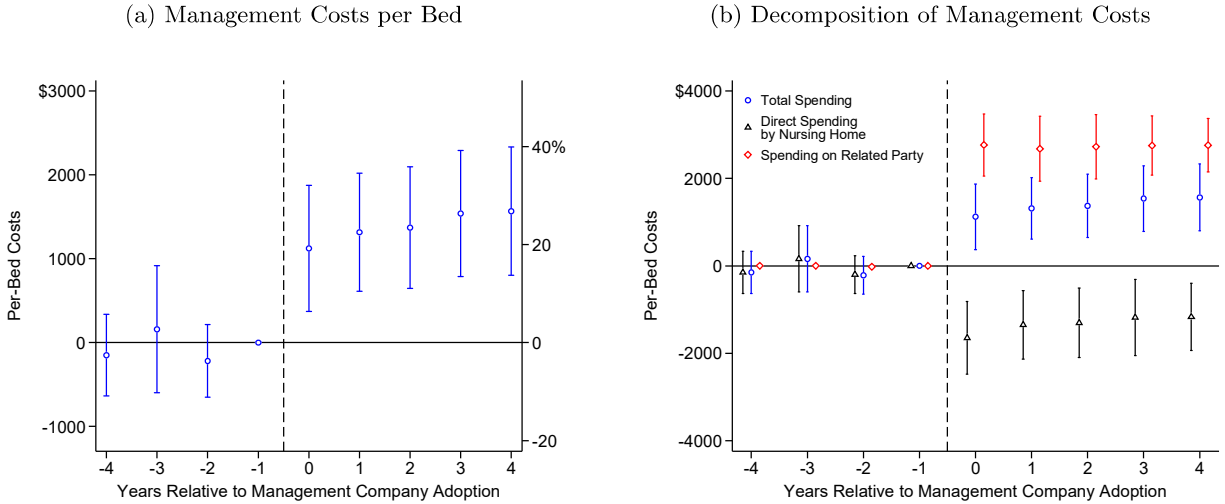 (a) Management Costs per Bed
$3000
2000
1000
0
-1000
40%
20
0
-20
Per-Bed Costs
-4 -3 -2 -1 0 1 2 3 4
Years Relative to Management Company Adoption
(b) Decomposition of Management Costs
$4000
2000
0
-2000
-4000
Total Spending
Direct Spending
by Nursing Home
Spending on Related Party
Per-Bed Costs
-4 -3 -2 -1 0 1 2 3 4
Years Relative to Management Company Adoption